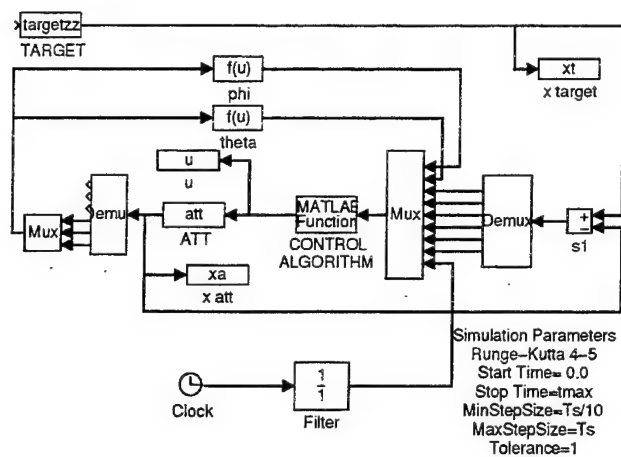 targetzz
TARGET
xt
x target
f(u)
phi
f(u)
theta
u
u
att
ATT
xa
x att
Mux
Demu
MATLAB
Function
CONTROL
ALGORITHM
Mux
Demux
+
−
s1
Clock
1
1
Filter
Simulation Parameters
Runge−Kutta 4−5
Start Time= 0.0
Stop Time=tmax
MinStepSize=Ts/10
MaxStepSize=Ts
Tolerance=1